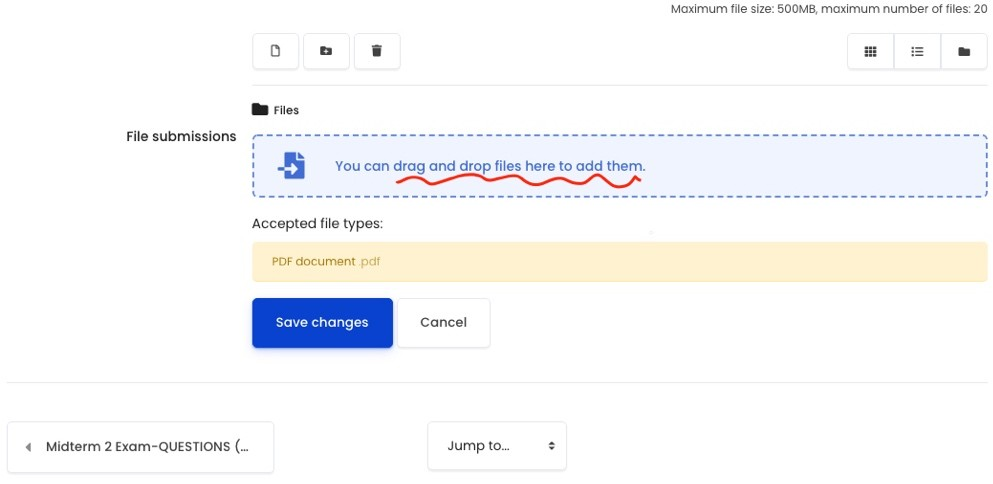 Maximum file size: 500MB, maximum number of files: 20
Files
File submissions
You can drag and drop files here to add them.
Accepted file types:
PDF document .pdf
Save changes
Cancel
Midterm 2 Exam-QUESTIONS (...
Jump to...